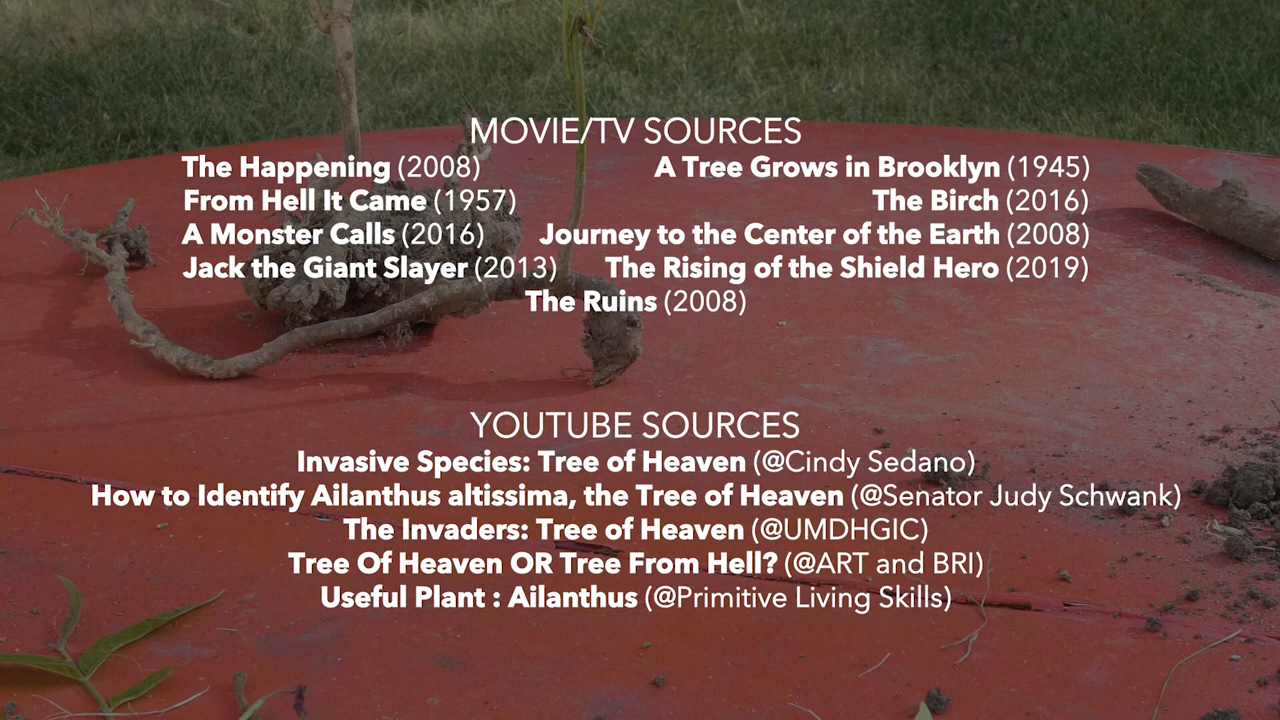 MOVIE/TV SOURCES
The Happening (2008) A Tree Grows in Brooklyn (1945)
From Hell It Came (1957) The Birch (2016)
A Monster Calls (2016) Journey to the Center of the Earth (2008)
Jack the Giant Slayer (2013) The Rising of the Shield Hero (2019)
The Ruins (2008)
YOUTUBE SOURCES
Invasive Species: Tree of Heaven (@Cindy Sedano)
How to Identify Ailanthus altissima, the Tree of Heaven (@Senator Judy Schwank)
The Invaders: Tree of Heaven (@UMDHGIC)
Tree Of Heaven OR Tree From Hell? (@ART and BRI)
Useful Plant : Ailanthus (@Primitive Living Skills)